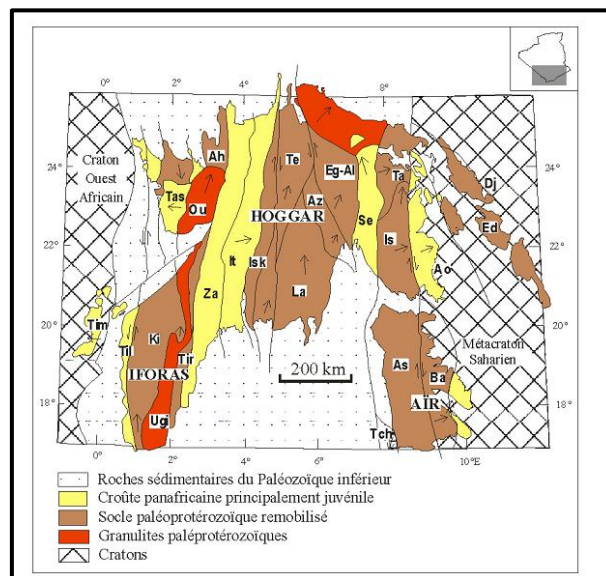 0° 2° 4° 6° 8°
24° 24°
22° 22°
20° 20°
18° 18°
0° 2° 4° 6° 8° 10°E
Craton
Ouest
Africain
Ah
Tas
Ou
Te
Eg-Al
Az
HOGGAR
Ta
Se
Is
Dj
Ed
Ao
It
Isk
Za
La
Tim
Til
Ki
Tir
IFORAS
Ugi
200 km
As
Ba
AÏR
Tch
Métacraton
Saharien
Roches sédimentaires du Paléozoïque inférieur
Croûte panafricaine principalement juvénile
Socle paléoprotérozoïque remobilisé
Granulites paléprotérozoïques
Cratons